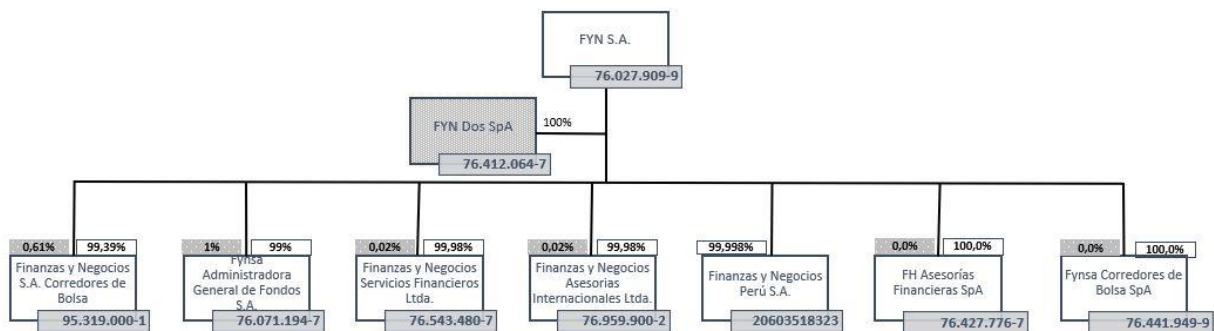 FYN S.A.
76.027.909-9
FYN Dos SpA
100%
76.412.064-7
0,61% 99,39%
Finanzas y Negocios
S.A. Corredores de
Bolsa
95.319.000-1
1% 99%
Fynsa
Administradora
General de Fondos
S.A.
76.071.194-7
0,02% 99,98%
Finanzas y Negocios
Servicios Financieros
Ltda.
76.543.480-7
0,02% 99,98%
Finanzas y Negocios
Asesorias
Internacionales Ltda.
76.959.900-2
99,998%
Finanzas y Negocios
Perú S.A.
20603518323
0,0% 100,0%
FH Asesorías
Financieras SpA
76.427.776-7
0,0% 100,0%
Fynsa Corredores de
Bolsa SpA
76.441.949-9